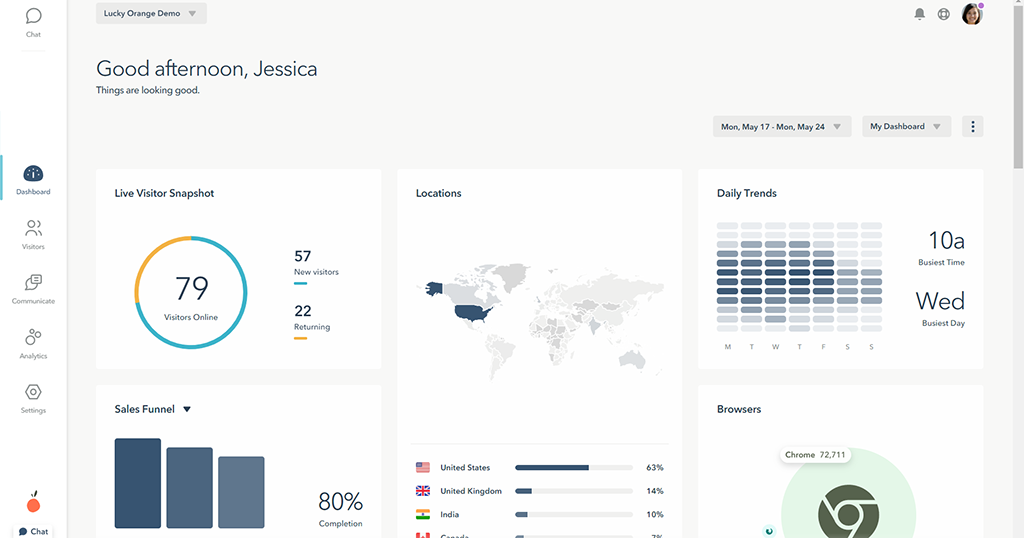 Chat
Lucky Orange Demo
Good afternoon, Jessica
Things are looking good.
Mon, May 17 - Mon, May 24
My Dashboard
Dashboard
Visitors
Communicate
Analytics
Settings
Chat
Live Visitor Snapshot
79
Visitors Online
57
New visitors
22
Returning
Locations
United States 63%
United Kingdom 14%
India 10%
Canada 7%
Daily Trends
M T W T F S S
10a
Busiest Time
Wed
Busiest Day
Sales Funnel
80%
Completion
Browsers
Chrome 72,711